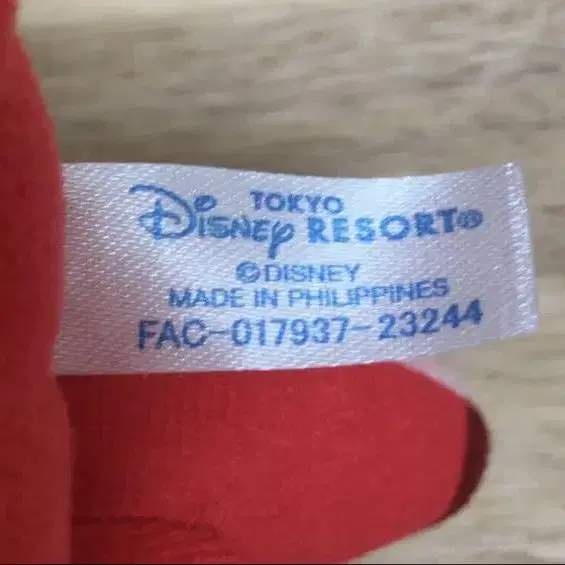 TOKYO
Disney RESORT®
©DISNEY
MADE IN PHILIPPINES
FAC-017937-23244